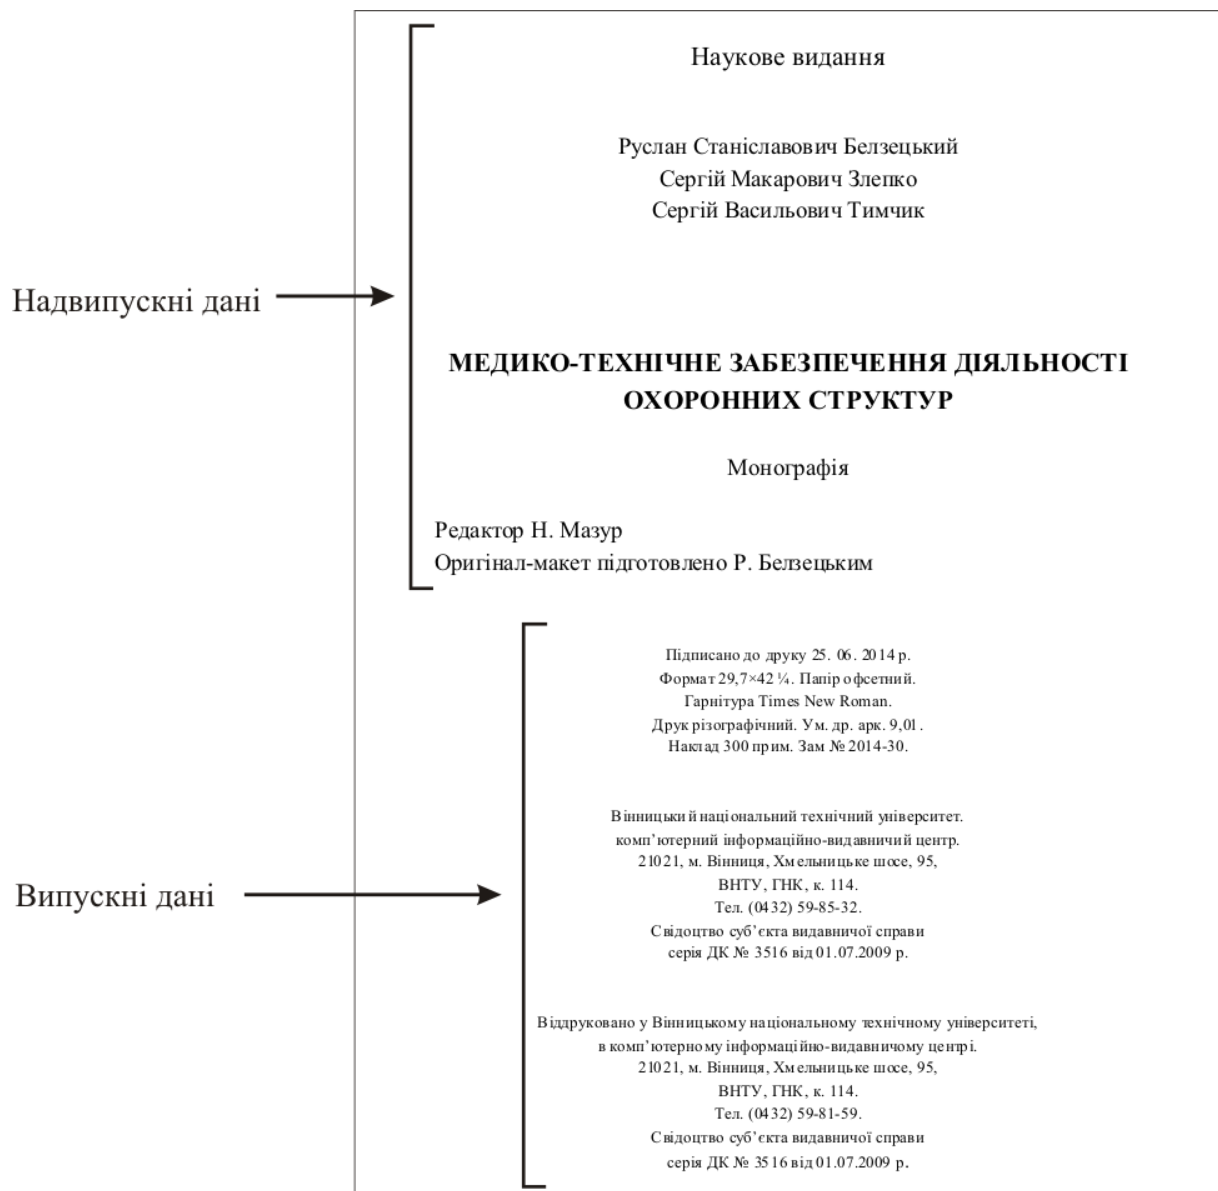 Наукове видання
Руслан Станіславович Белзецький
Сергій Макарович Злепко
Сергій Васильович Тимчик
Надвипускні дані
МЕДИКО-ТЕХНІЧНЕ ЗАБЕЗПЕЧЕННЯ ДІЯЛЬНОСТІ
ОХОРОННИХ СТРУКТУР
Монографія
Редактор Н. Мазур
Оригінал-макет підготовлено Р. Белзецьким
Підписано до друку 25. 06. 2014 р.
Формат 29,7×42 ¼. Папір офсетний.
Гарнітура Times New Roman.
Друк різографічний. Ум. др. арк. 9,01.
Наклад 300 прим. Зам № 2014-30.
Вінницький національний технічний університет.
комп’ютерний інформаційно-видавничий центр.
21021, м. Вінниця, Хмельницьке шосе, 95,
ВНТУ, ГНК, к. 114.
Випускні дані
Тел. (0432) 59-85-32.
Свідоцтво суб’єкта видавничої справи
серія ДК № 3516 від 01.07.2009 р.
Віддруковано у Вінницькому національному технічному університеті,
в комп’ютерному інформаційно-видавничому центрі.
21021, м. Вінниця, Хмельницьке шосе, 95,
ВНТУ, ГНК, к. 114.
Тел. (0432) 59-81-59.
Свідоцтво суб’єкта видавничої справи
серія ДК № 3516 від 01.07.2009 р.